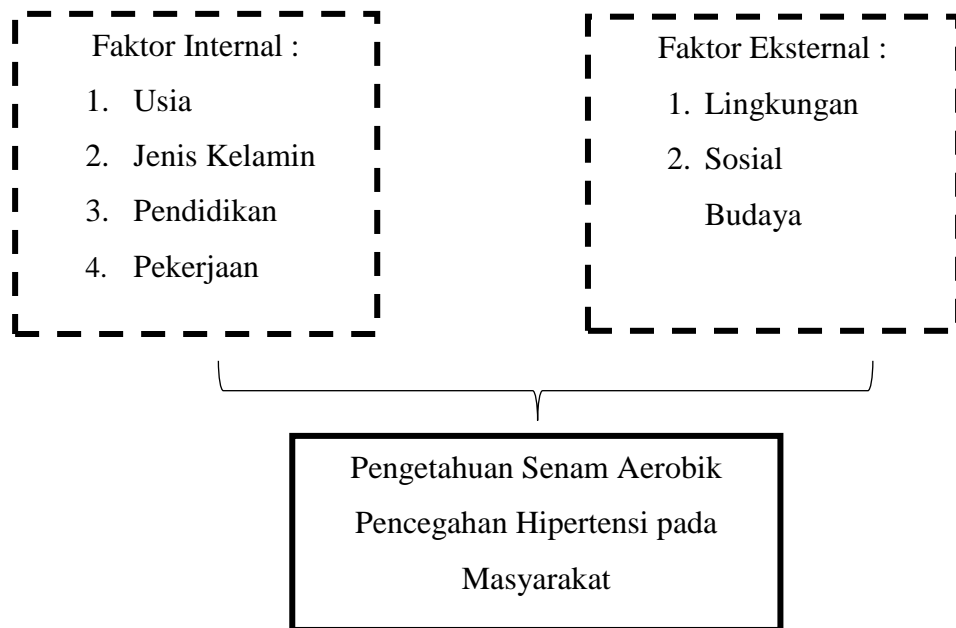 Faktor Internal :
1. Usia
2. Jenis Kelamin
3. Pendidikan
4. Pekerjaan
Faktor Eksternal :
1. Lingkungan
2. Sosial
Budaya
Pengetahuan Senam Aerobik
Pencegahan Hipertensi pada
Masyarakat